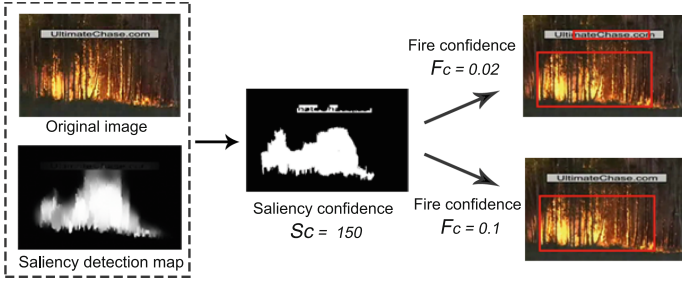 UltimateChase.com
Original image
Saliency detection map
Saliency confidence
Sc = 150
Fire confidence
Fc = 0.02
UltimateChase.com
Fire confidence
Fc = 0.1
UltimateChase.com